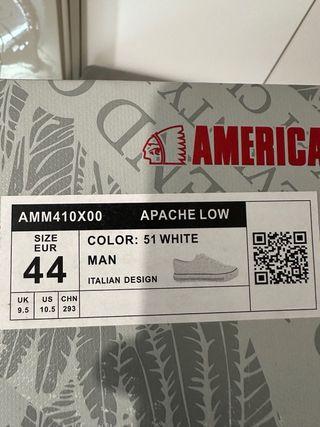 AMERICA
AMM410X00 APACHE LOW
SIZE
EUR
44
COLOR: 51 WHITE
MAN
ITALIAN DESIGN
UK US CHN
9.5 10.5 293